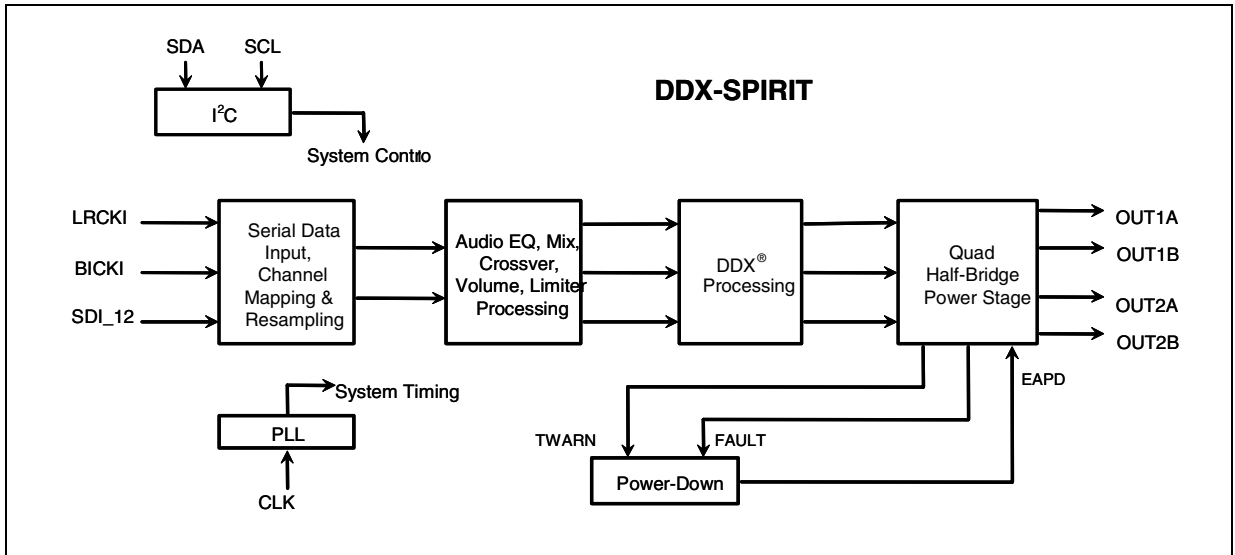 SDA SCL
DDX-SPIRIT
I²C
System Contrlo
LRCKI
BICKI
SDI_12
Serial Data
Input,
Channel
Mapping &
Resampling
Audio EQ, Mix,
Crossver,
Volume, Limiter
Processing
DDX®
Processing
Quad
Half-Bridge
Power Stage
OUT1A
OUT1B
OUT2A
OUT2B
EAPD
System Timing
PLL
CLK
TWARN
FAULT
Power-Down